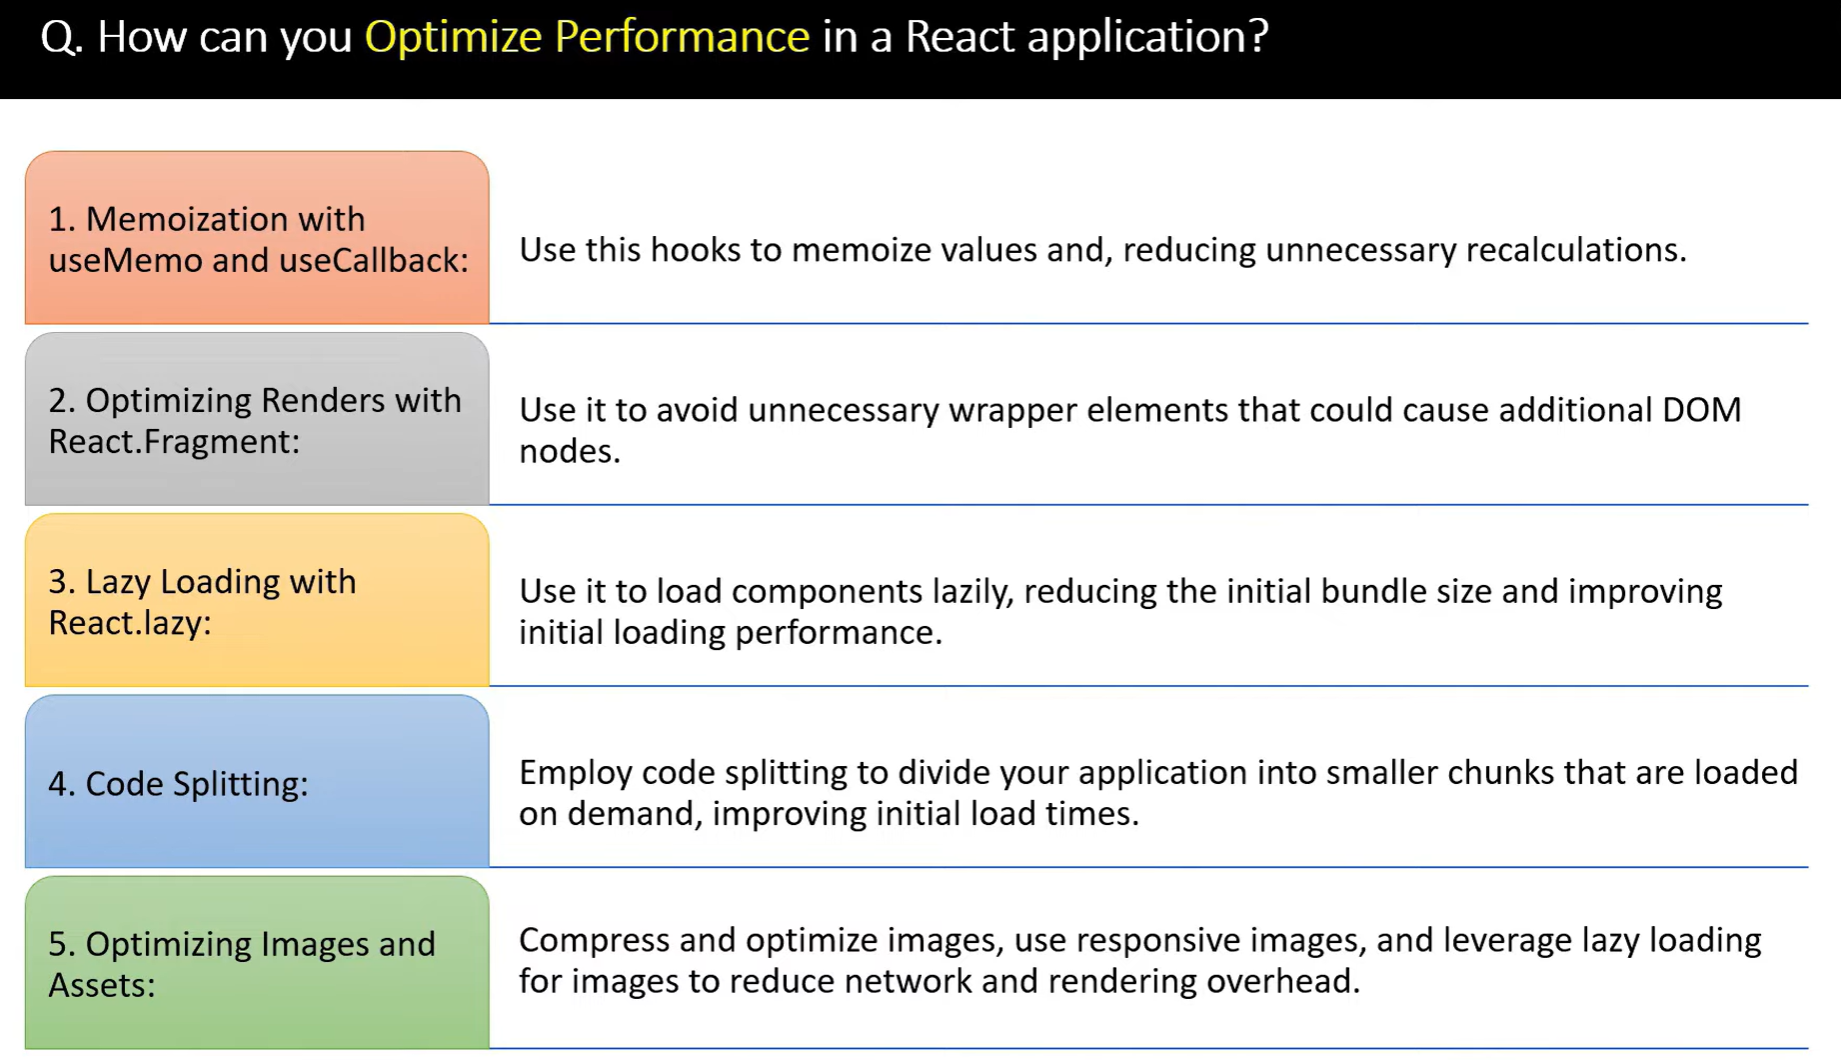 Q. How can you Optimize Performance in a React application?
1. Memoization with
useMemo and useCallback:
Use this hooks to memoize values and, reducing unnecessary recalculations.
2. Optimizing Renders with
React.Fragment:
Use it to avoid unnecessary wrapper elements that could cause additional DOM
nodes.
3. Lazy Loading with
React.lazy:
Use it to load components lazily, reducing the initial bundle size and improving
initial loading performance.
4. Code Splitting:
Employ code splitting to divide your application into smaller chunks that are loaded
on demand, improving initial load times.
5. Optimizing Images and
Assets:
Compress and optimize images, use responsive images, and leverage lazy loading
for images to reduce network and rendering overhead.